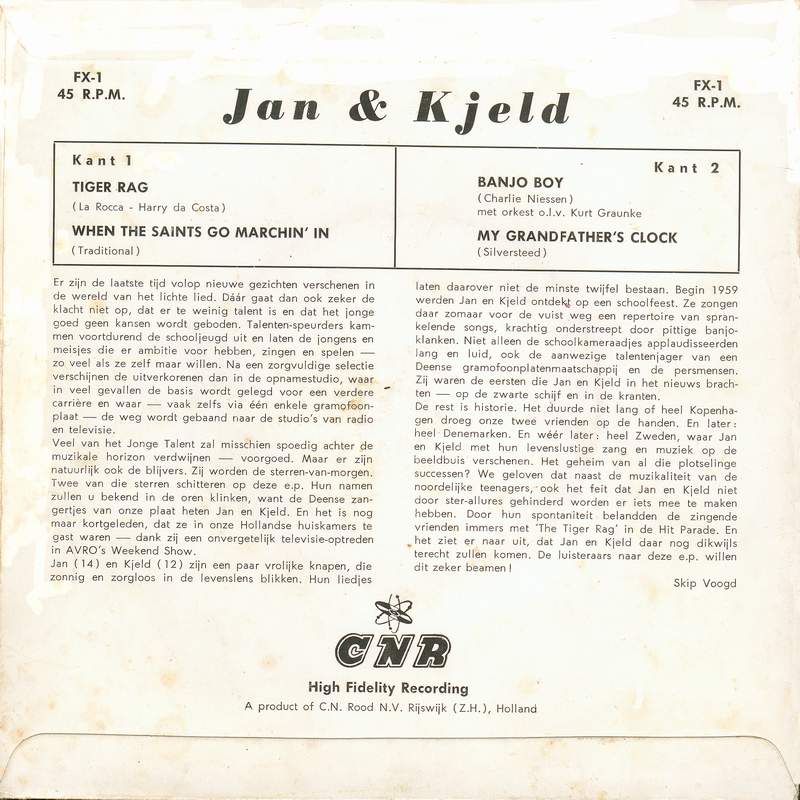 FX-1
45 R.P.M.
Jan & Kjeld
FX-1
45 R.P.M.
Kant 1
TIGER RAG
(La Rocca - Harry da Costa)
WHEN THE SAINTS GO MARCHIN' IN
(Traditional)
Kant 2
BANJO BOY
(Charlie Niessen)
met orkest o.l.v. Kurt Graunke
MY GRANDFATHER'S CLOCK
(Silversteed)
Er zijn de laatste tijd volop nieuwe gezichten verschenen in
de wereld van het lichte lied. Dáár gaat dan ook zeker de
klacht niet op, dat er te weinig talent is en dat het jonge
goed geen kansen wordt geboden. Talenten-speurders kam-
men voortdurend de schooljeugd uit en laten de jongens en
meisjes die er ambitie voor hebben, zingen en spelen —
zo veel als ze zelf maar willen. Na een zorgvuldige selectie
verschijnen de uitverkorenen dan in de opnamestudio, waar
in veel gevallen de basis wordt gelegd voor een verdere
carrière en waar — vaak zelfs via één enkele gramofoon-
plaat — de weg wordt gebaand naar de studio's van radio
en televisie.
Veel van het Jonge Talent zal misschien spoedig achter de
muzikale horizon verdwijnen — voorgoed. Maar er zijn
natuurlijk ook de blijvers. Zij worden de sterren-van-morgen.
Twee van die sterren schitteren op deze e.p. Hun namen
zullen u bekend in de oren klinken, want de Deense zan-
gertjes van onze plaat heten Jan en Kjeld. En het is nog
maar kortgeleden, dat ze in onze Hollandse huiskamers te
gast waren — dank zij een onvergetelijk televisie-optreden
in AVRO's Weekend Show.
Jan (14) en Kjeld (12) zijn een paar vrolijke knapen, die
zonnig en zorgloos in de levenslens blikken. Hun liedjes
laten daarover niet de minste twijfel bestaan. Begin 1959
werden Jan en Kjeld ontdekt op een schoolfeest. Ze zongen
daar zomaar voor de vuist weg een repertoire van spran-
kelende songs, krachtig onderstreept door pittige banjo-
klanken. Niet alleen de schoolkameraadjes applaudisseerden
lang en luid, ook de aanwezige talentenjager van een
Deense gramofoonplatenmaatschappij en de persmensen.
Zij waren de eersten die Jan en Kjeld in het nieuws brach-
ten — op de zwarte schijf en in de kranten.
De rest is historie. Het duurde niet lang of heel Kopenha-
gen droeg onze twee vrienden op de handen. En later:
heel Denemarken. En wéér later: heel Zweden, waar Jan
en Kjeld met hun levenslustige zang en muziek op de
beeldbuis verschenen. Het geheim van al die plotselinge
successen? We geloven dat naast de muzikaliteit van de
noordelijke teenagers, ook het feit dat Jan en Kjeld niet
door ster-allures gehinderd worden er iets mee te maken
hebben. Door hun spontaniteit belandden de zingende
vrienden immers met 'The Tiger Rag' in de Hit Parade. En
het ziet er naar uit, dat Jan en Kjeld daar nog dikwijls
terecht zullen komen. De luisteraars naar deze e.p. willen
dit zeker beamen!
Skip Voogd
CNR
High Fidelity Recording
A product of C.N. Rood N.V. Rijswijk (Z.H.), Holland